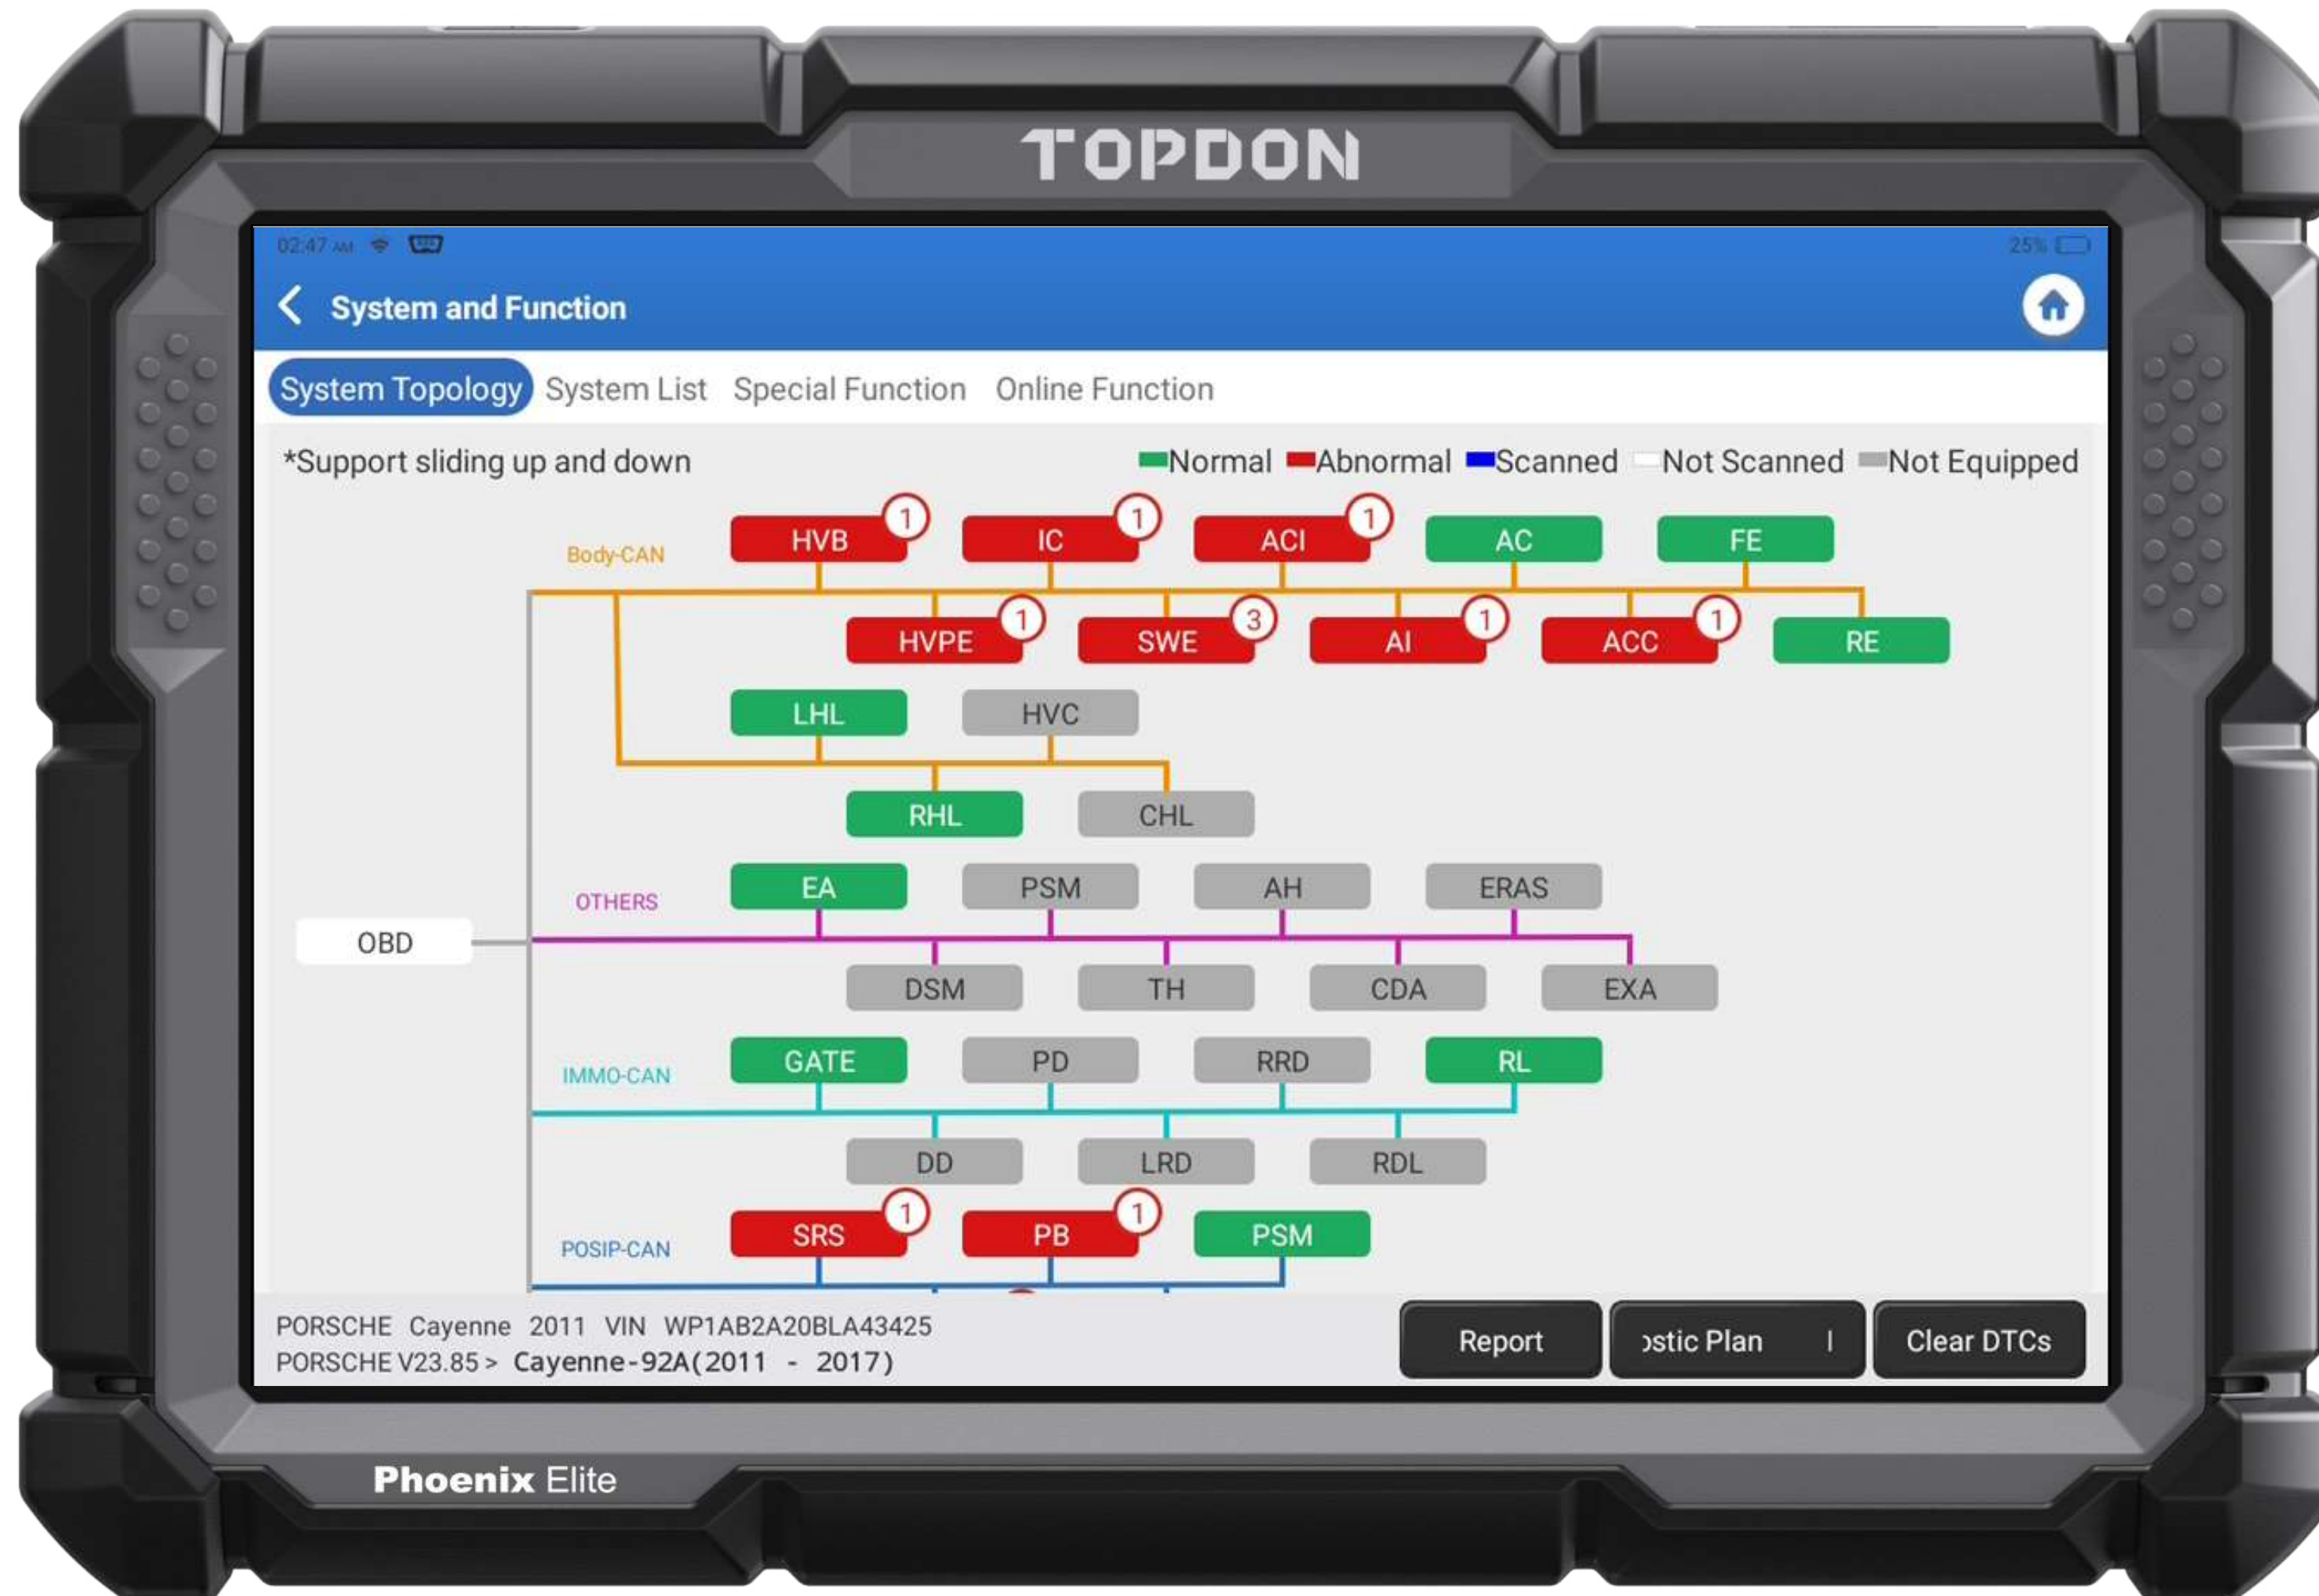 TOPDON
02:47 AM
25%
System and Function
System Topology System List Special Function Online Function
*Support sliding up and down
Normal Abnormal Scanned Not Scanned Not Equipped
1 1 1
Body-CAN HVB IC ACI AC FE
1 3 1 1
HVPE SWE AI ACC RE
LHL HVC
RHL CHL
OTHERS EA PSM AH ERAS
OBD
DSM TH CDA EXA
IMMO-CAN GATE PD RRD RL
DD LRD RDL
1 1
POSIP-CAN SRS PB PSM
PORSCHE Cayenne 2011 VIN WP1AB2A20BLA43425
PORSCHE V23.85 > Cayenne-92A(2011 - 2017)
Report ostic Plan I Clear DTCs
Phoenix Elite